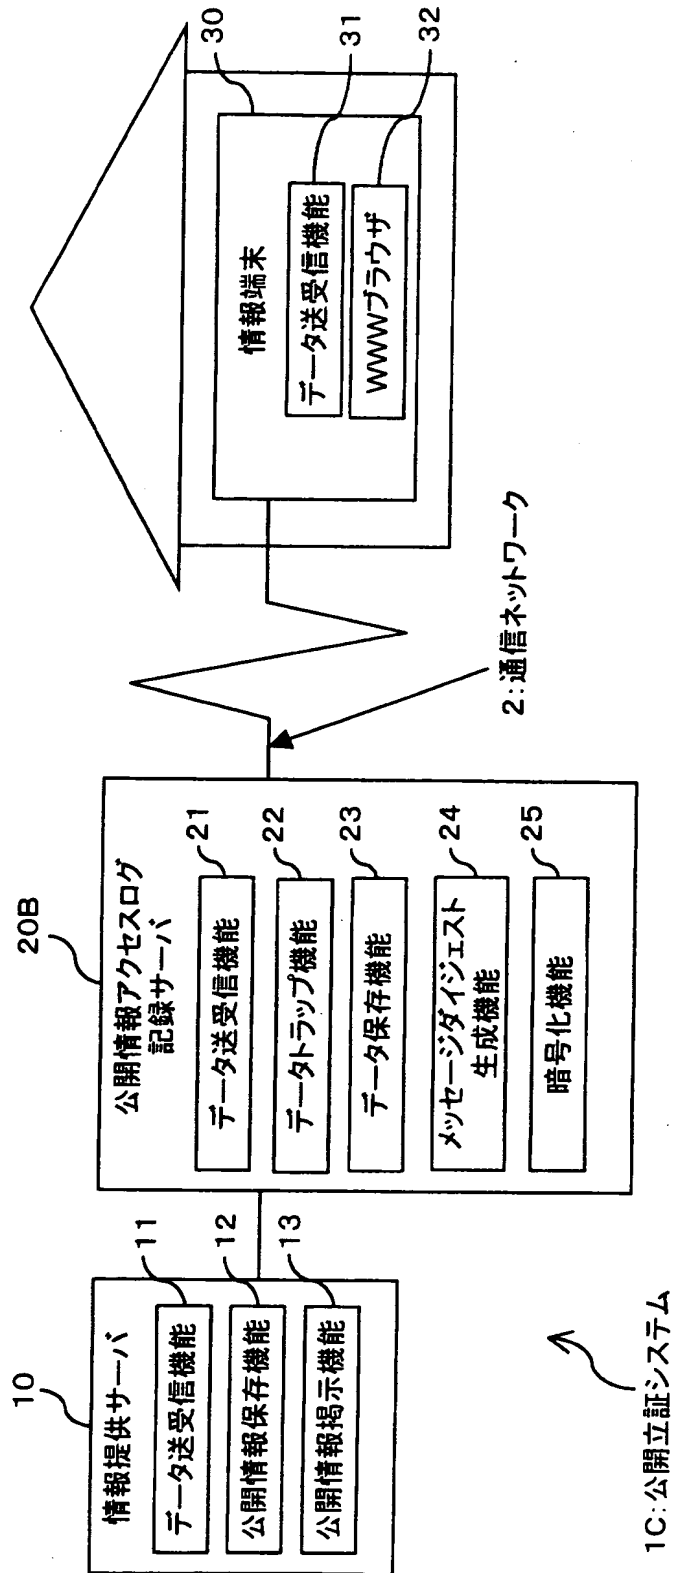 10
情報提供サーバ
11
データ送受信機能
12
公開情報保存機能
13
公開情報掲示機能
20B
公開情報アクセスログ
記録サーバ
21
データ送受信機能
22
データトラップ機能
23
データ保存機能
24
メッセージダイジェスト
生成機能
25
暗号化機能
2:通信ネットワーク
30
情報端末
31
データ送受信機能
32
WWWブラウザ
1C:公開立証システム